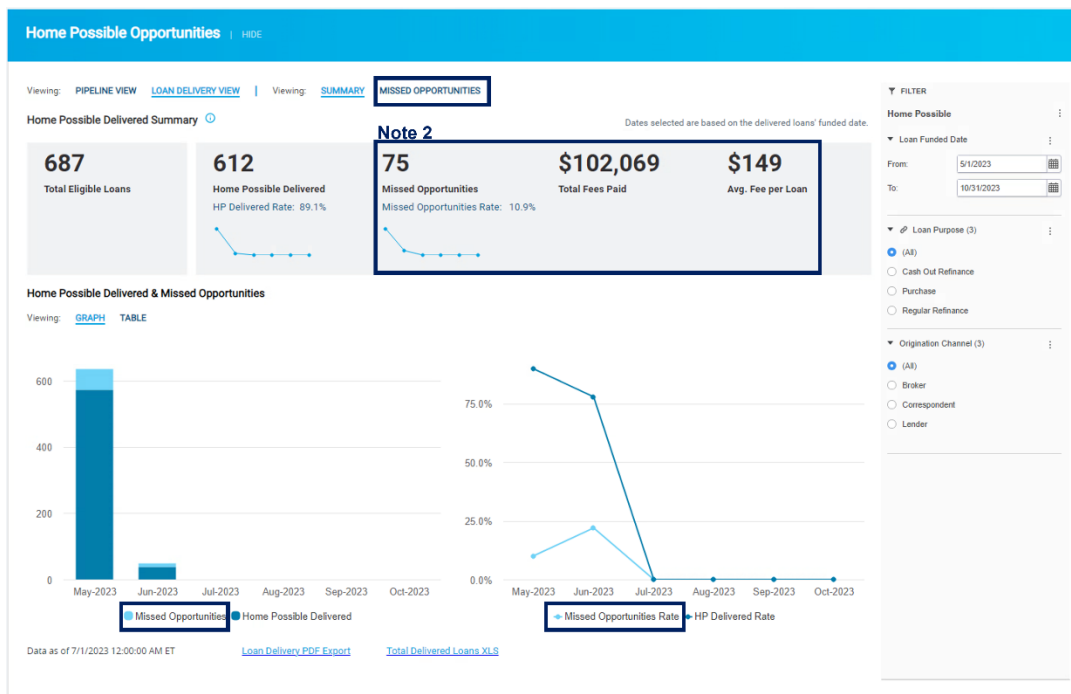 Home Possible Opportunities | HIDE
Viewing: PIPELINE VIEW LOAN DELIVERY VIEW | Viewing: SUMMARY MISSED OPPORTUNITIES
Home Possible Delivered Summary
Note 2
Dates selected are based on the delivered loans' funded date.
687
Total Eligible Loans
612
Home Possible Delivered
HP Delivered Rate: 89.1%
75
Missed Opportunities
Missed Opportunities Rate: 10.9%
$102,069
Total Fees Paid
$149
Avg. Fee per Loan
Home Possible Delivered & Missed Opportunities
Viewing: GRAPH TABLE
600
400
200
0
May-2023 Jun-2023 Jul-2023 Aug-2023 Sep-2023 Oct-2023
Missed Opportunities Home Possible Delivered
75.0%
50.0%
25.0%
0.0%
May-2023 Jun-2023 Jul-2023 Aug-2023 Sep-2023 Oct-2023
Missed Opportunities Rate HP Delivered Rate
Data as of 7/1/2023 12:00:00 AM ET Loan Delivery PDF Export Total Delivered Loans XLS
FILTER
Home Possible
Loan Funded Date
From: 5/1/2023
To: 10/31/2023
Loan Purpose (3)
(All)
Cash Out Refinance
Purchase
Regular Refinance
Origination Channel (3)
(All)
Broker
Correspondent
Lender